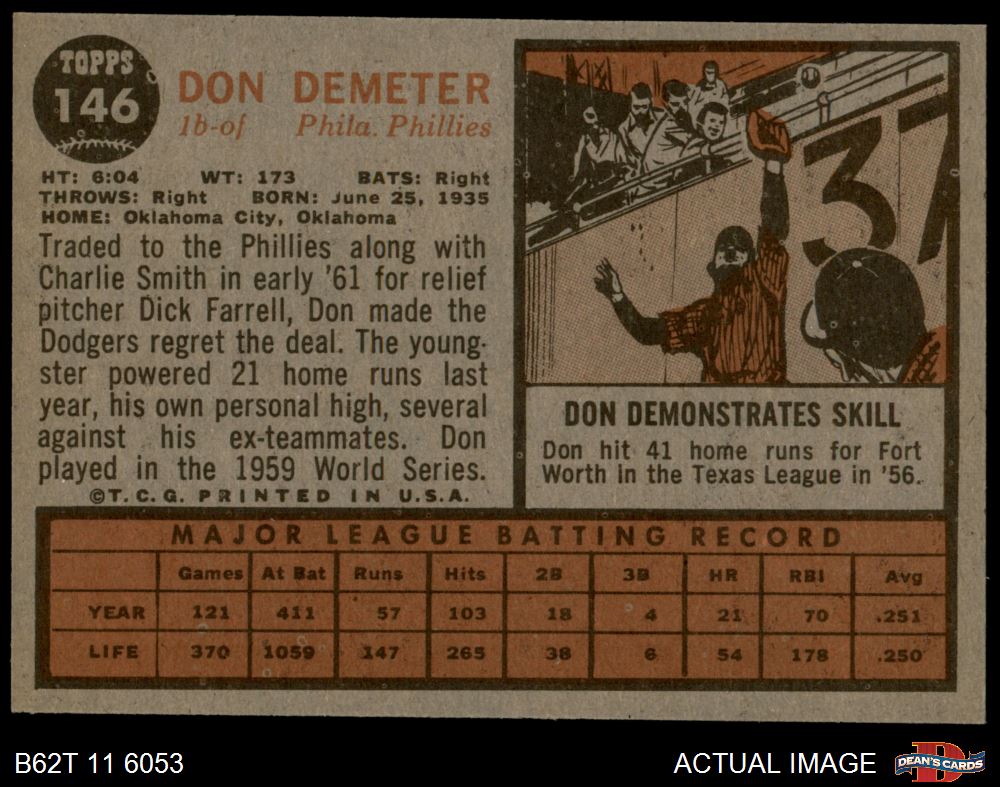 TOPPS
146
DON DEMETER
1b-of Phila. Phillies
HT: 6:04 WT: 173 BATS: Right
THROWS: Right BORN: June 25, 1935
HOME: Oklahoma City, Oklahoma
Traded to the Phillies along with
Charlie Smith in early '61 for relief
pitcher Dick Farrell, Don made the
Dodgers regret the deal. The young-
ster powered 21 home runs last
year, his own personal high, several
against his ex-teammates. Don
played in the 1959 World Series.
©T.C.G. PRINTED IN U.S.A.
37
DON DEMONSTRATES SKILL
Don hit 41 home runs for Fort
Worth in the Texas League in '56.
MAJOR LEAGUE BATTING RECORD
Games At Bat Runs Hits 2B 3B HR RBI Avg
YEAR 121 411 57 103 18 4 21 70 .251
LIFE 370 1059 147 265 38 6 54 178 .250
B62T 11 6053
ACTUAL IMAGE
DEAN'S CARDS